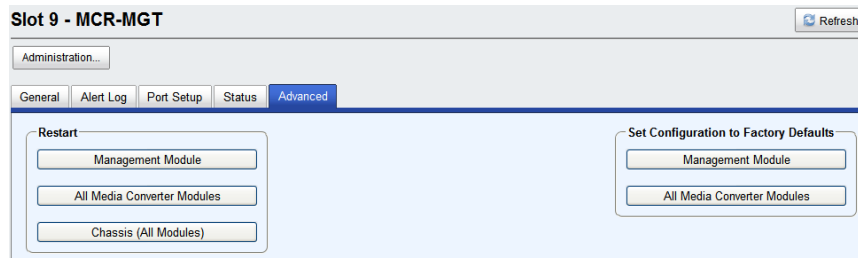 Slot 9 - MCR-MGT
Refresh
Administration...
General Alert Log Port Setup Status Advanced
Restart
Management Module
All Media Converter Modules
Chassis (All Modules)
Set Configuration to Factory Defaults
Management Module
All Media Converter Modules